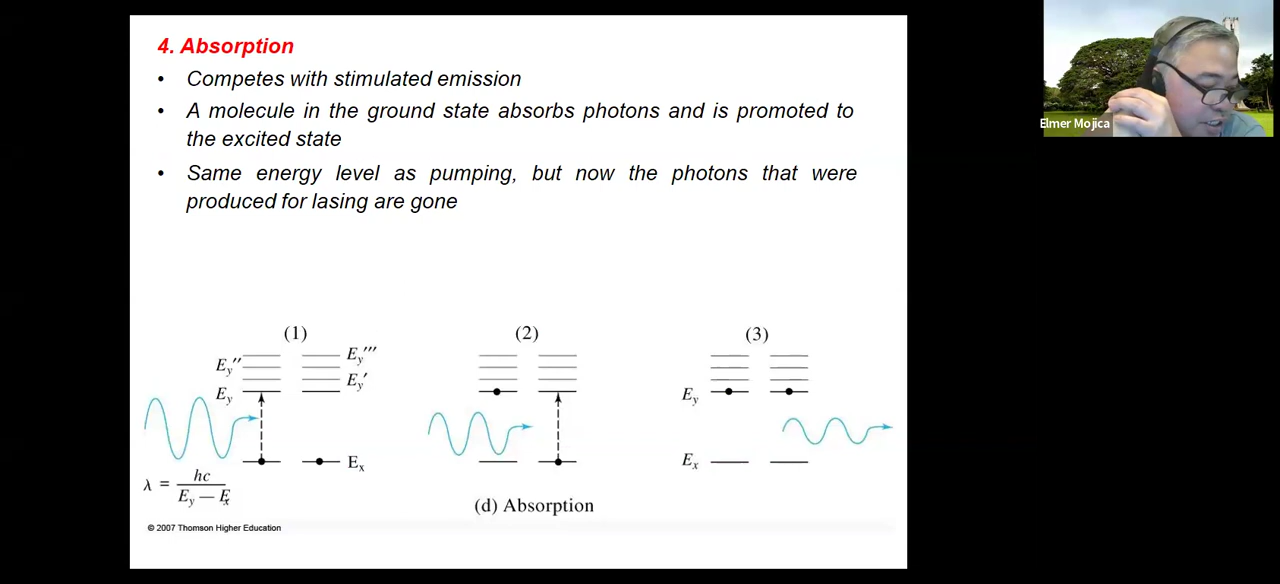 4. Absorption
• Competes with stimulated emission
• A molecule in the ground state absorbs photons and is promoted to
the excited state
• Same energy level as pumping, but now the photons that were
produced for lasing are gone
Elmer Mojica
(1)
(2)
(3)
Ey''
Ey'''
Ey
Ey'
Ey
Ex
Ex
λ = hc
Ey — Ex
(d) Absorption
© 2007 Thomson Higher Education